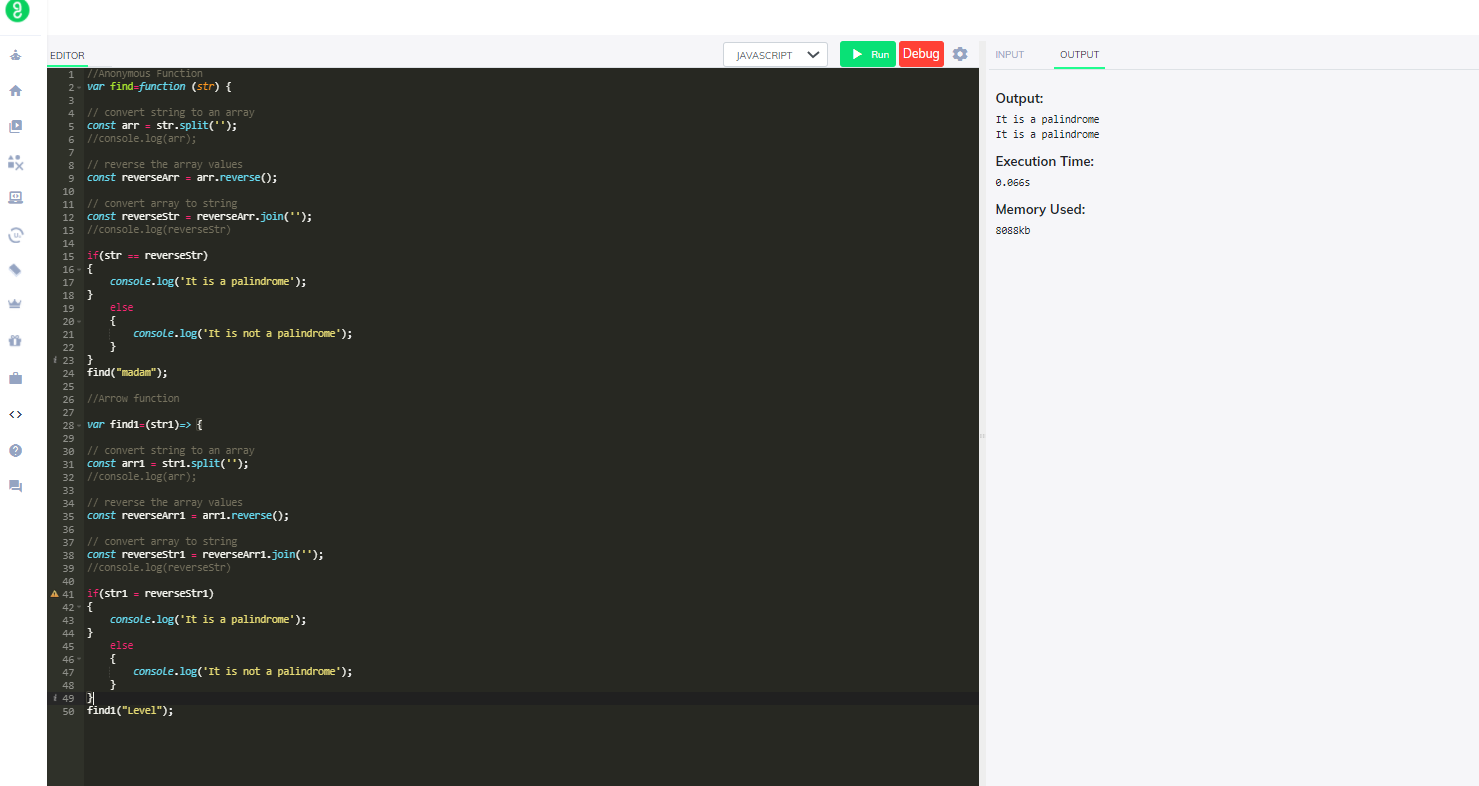 EDITOR
JAVASCRIPT
Run
Debug
INPUT
OUTPUT
1 //Anonymous Function
2 var find=function (str) {
3
4 // convert string to an array
5 const arr = str.split('');
6 //console.log(arr);
7
8 // reverse the array values
9 const reverseArr = arr.reverse();
10
11 // convert array to string
12 const reverseStr = reverseArr.join('');
13 //console.log(reverseStr)
14
15 if(str == reverseStr)
16 {
17 console.log('It is a palindrome');
18 }
19 else
20 {
21 console.log('It is not a palindrome');
22 }
23 }
24 find("madam");
25
26 //Arrow function
27
28 var find1=(str1)=> {
29
30 // convert string to an array
31 const arr1 = str1.split('');
32 //console.log(arr);
33
34 // reverse the array values
35 const reverseArr1 = arr1.reverse();
36
37 // convert array to string
38 const reverseStr1 = reverseArr1.join('');
39 //console.log(reverseStr)
40
41 if(str1 = reverseStr1)
42 {
43 console.log('It is a palindrome');
44 }
45 else
46 {
47 console.log('It is not a palindrome');
48 }
49 }
50 find1("Level");
Output:
It is a palindrome
It is a palindrome
Execution Time:
0.066s
Memory Used:
8088kb